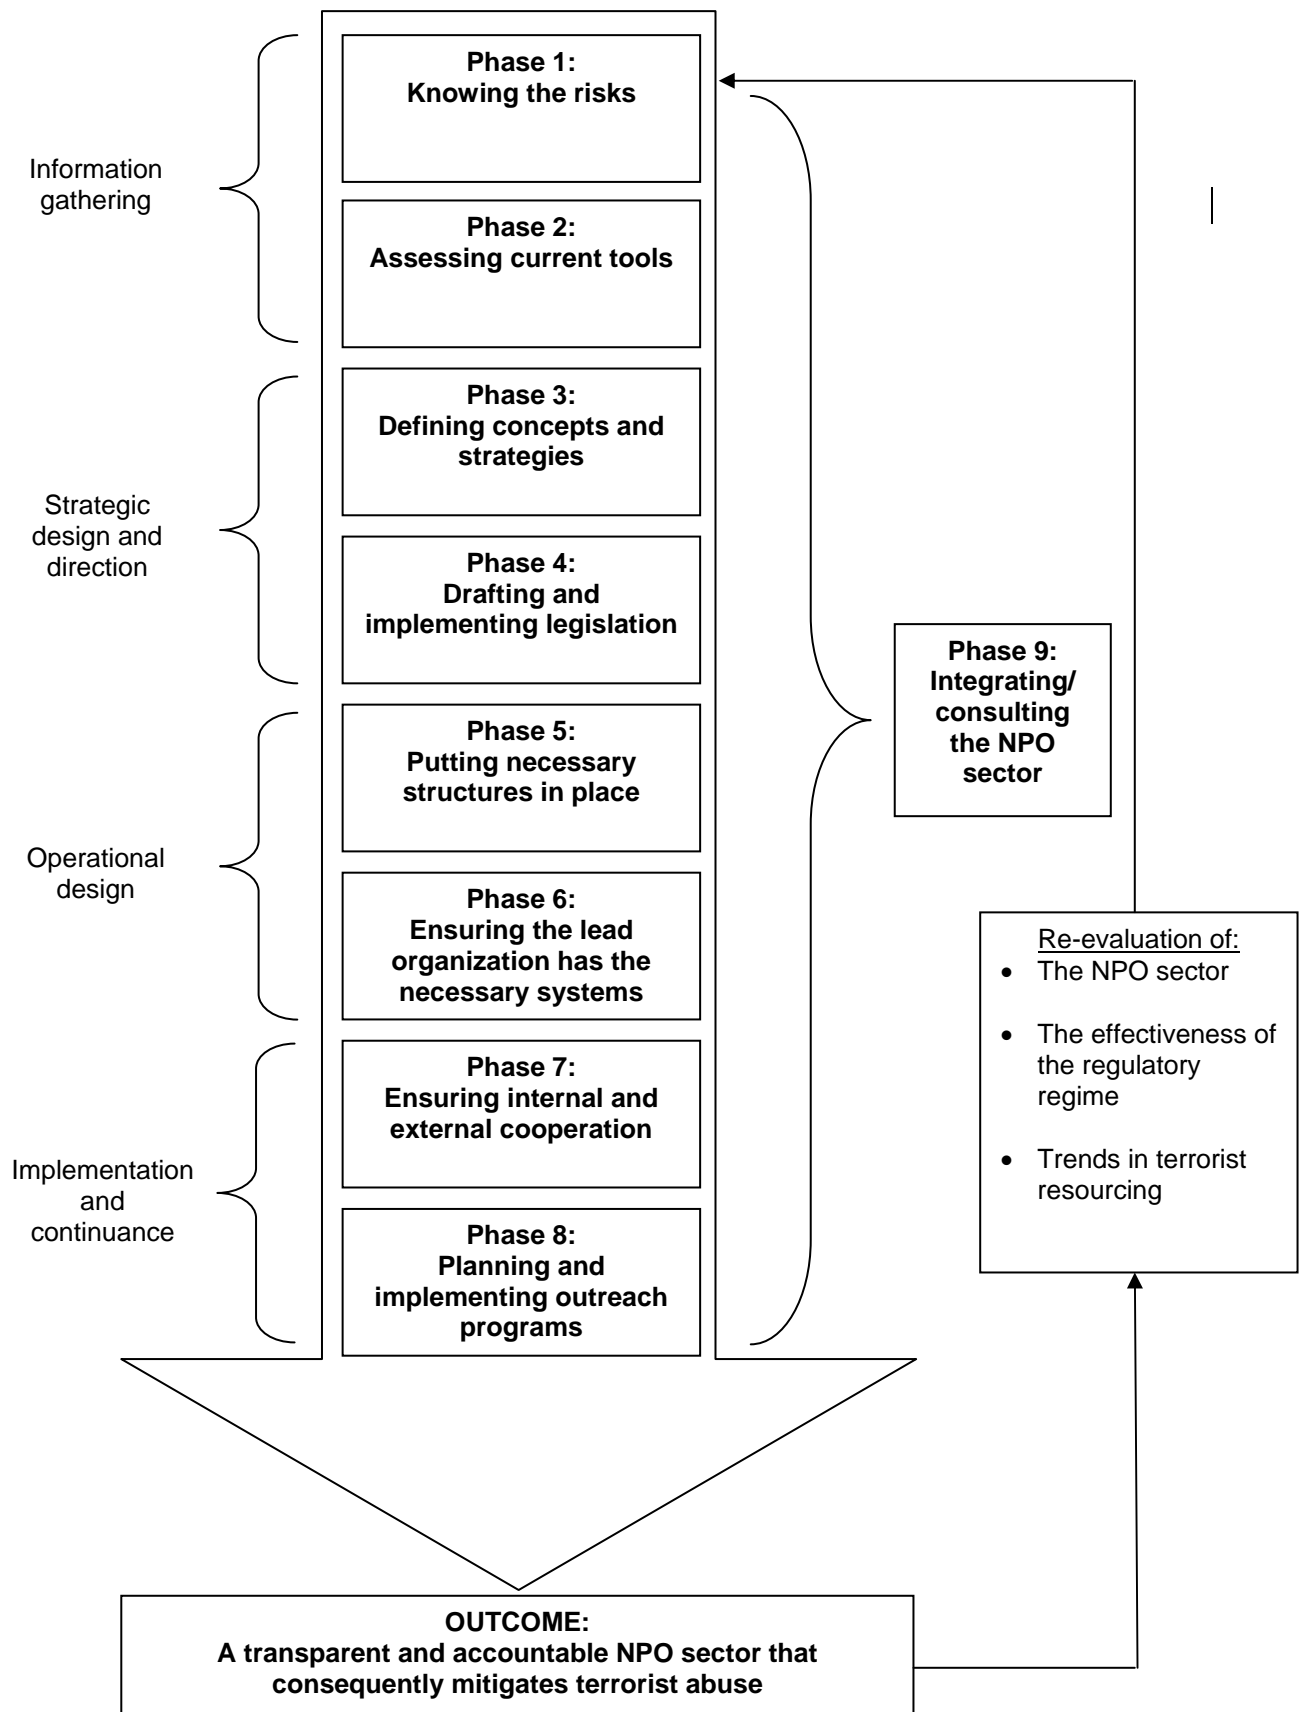 Phase 1:
Knowing the risks
Information
gathering
Phase 2:
Assessing current tools
Phase 3:
Defining concepts and
strategies
Strategic
design and
direction
Phase 4:
Drafting and
implementing legislation
Phase 5:
Putting necessary
structures in place
Operational
design
Phase 6:
Ensuring the lead
organization has the
necessary systems
Phase 7:
Ensuring internal and
external cooperation
Implementation
and
continuance
Phase 8:
Planning and
implementing outreach
programs
Phase 9:
Integrating/
consulting
the NPO
sector
Re-evaluation of:
• The NPO sector
• The effectiveness of
the regulatory
regime
• Trends in terrorist
resourcing
OUTCOME:
A transparent and accountable NPO sector that
consequently mitigates terrorist abuse